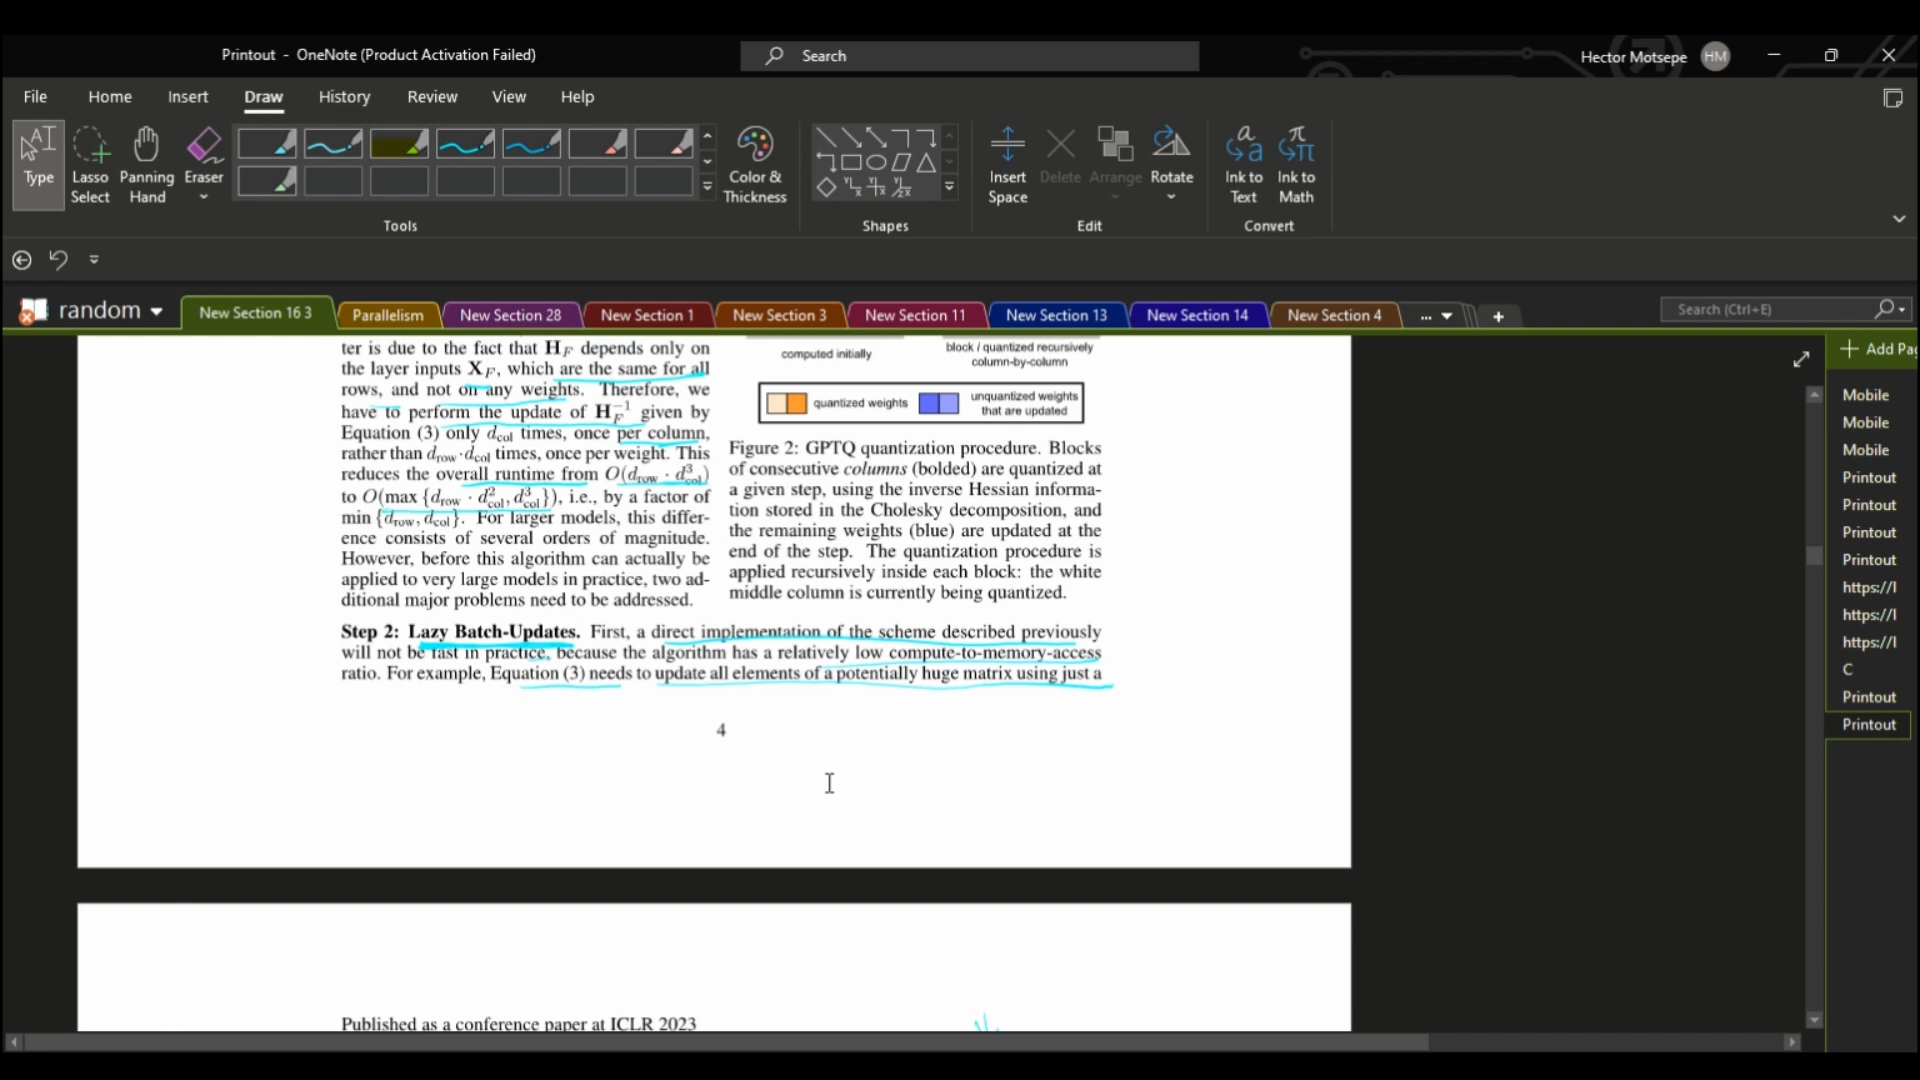 Printout - OneNote (Product Activation Failed)
Search
Hector Motsepe
HM
File
Home
Insert
Draw
History
Review
View
Help
Type
Lasso
Select
Panning
Hand
Eraser
Color &
Thickness
Insert
Space
Delete
Arrange
Rotate
Ink to
Text
Ink to
Math
Tools
Shapes
Edit
Convert
random
New Section 16 3
Parallelism
New Section 28
New Section 1
New Section 3
New Section 11
New Section 13
New Section 14
New Section 4
...
+
Search (Ctrl+E)
Add Pag
Mobile
Mobile
Mobile
Printout
Printout
Printout
Printout
https://l
https://l
https://l
C
Printout
Printout
ter is due to the fact that H_F depends only on
the layer inputs X_F, which are the same for all
rows, and not on any weights. Therefore, we
have to perform the update of H_F^{-1} given by
Equation (3) only d_col times, once per column,
rather than d_row·d_col times, once per weight. This
reduces the overall runtime from O(d_row · d_col^3)
to O(max {d_row · d_col^2, d_col^3}), i.e., by a factor of
min {d_row, d_col}. For larger models, this differ-
ence consists of several orders of magnitude.
However, before this algorithm can actually be
applied to very large models in practice, two ad-
ditional major problems need to be addressed.
computed initially
block i quantized recursively
column-by-column
quantized weights
unquantized weights
that are updated
Figure 2: GPTQ quantization procedure. Blocks
of consecutive columns (bolded) are quantized at
a given step, using the inverse Hessian informa-
tion stored in the Cholesky decomposition, and
the remaining weights (blue) are updated at the
end of the step. The quantization procedure is
applied recursively inside each block: the white
middle column is currently being quantized.
Step 2: Lazy Batch-Updates. First, a direct implementation of the scheme described previously
will not be fast in practice, because the algorithm has a relatively low compute-to-memory-access
ratio. For example, Equation (3) needs to update all elements of a potentially huge matrix using just a
4
Published as a conference paper at ICLR 2023